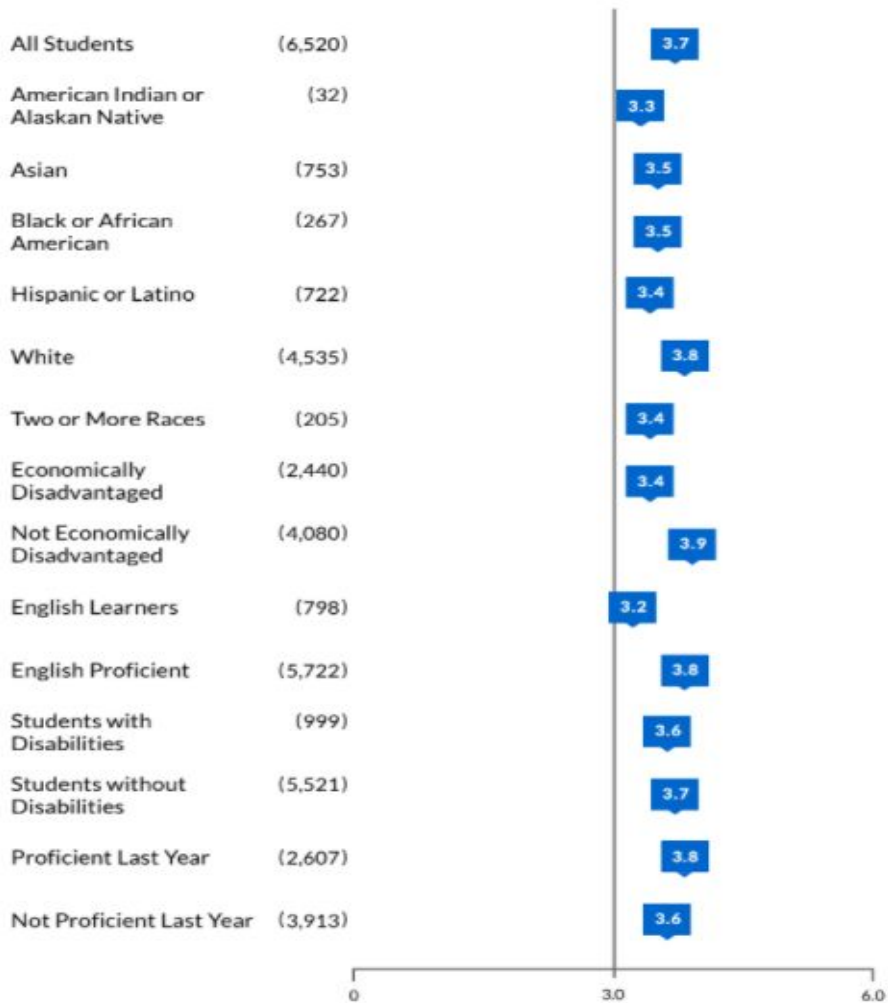 All Students (6,520) 3.7
American Indian or (32)
Alaskan Native 3.3
Asian (753) 3.5
Black or African (267)
American 3.5
Hispanic or Latino (722) 3.4
White (4,535) 3.8
Two or More Races (205) 3.4
Economically (2,440)
Disadvantaged 3.4
Not Economically (4,080)
Disadvantaged 3.9
English Learners (798) 3.2
English Proficient (5,722) 3.8
Students with (999)
Disabilities 3.6
Students without (5,521)
Disabilities 3.7
Proficient Last Year (2,607) 3.8
Not Proficient Last Year (3,913) 3.6
0 3.0 6.0